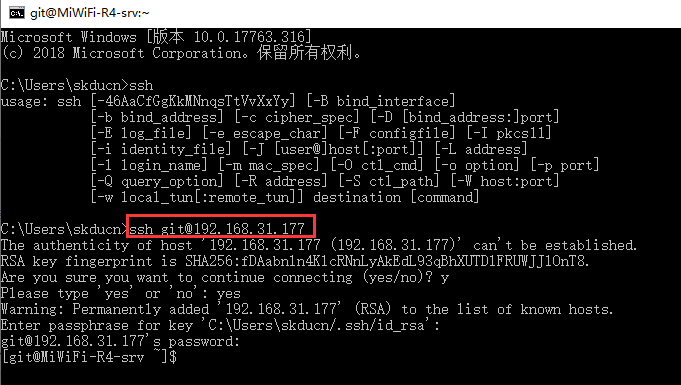 git@MiWiFi-R4-srv:~
Microsoft Windows [版本 10.0.17763.316]
(c) 2018 Microsoft Corporation。保留所有权利。
C:\Users\skducn>ssh
usage: ssh [-46AaCfGgKkMNnqsTtVvXxYy] [-B bind_interface]
[-b bind_address] [-c cipher_spec] [-D [bind_address:]port]
[-E log_file] [-e escape_char] [-F configfile] [-I pkcs11]
[-i identity_file] [-J [user@]host[:port]] [-L address]
[-l login_name] [-m mac_spec] [-O ctl_cmd] [-o option] [-p port]
[-Q query_option] [-R address] [-S ctl_path] [-W host:port]
[-w local_tun[:remote_tun]] destination [command]
C:\Users\skducn>ssh git@192.168.31.177
The authenticity of host '192.168.31.177 (192.168.31.177)' can't be established.
RSA key fingerprint is SHA256:fDAabn1n4K1cRNnLyAkEdL93qBhXUTD1FRUWJJ1OnT8.
Are you sure you want to continue connecting (yes/no)? y
Please type 'yes' or 'no': yes
Warning: Permanently added '192.168.31.177' (RSA) to the list of known hosts.
Enter passphrase for key 'C:\Users\skducn/.ssh/id_rsa':
git@192.168.31.177's password:
[git@MiWiFi-R4-srv ~]$